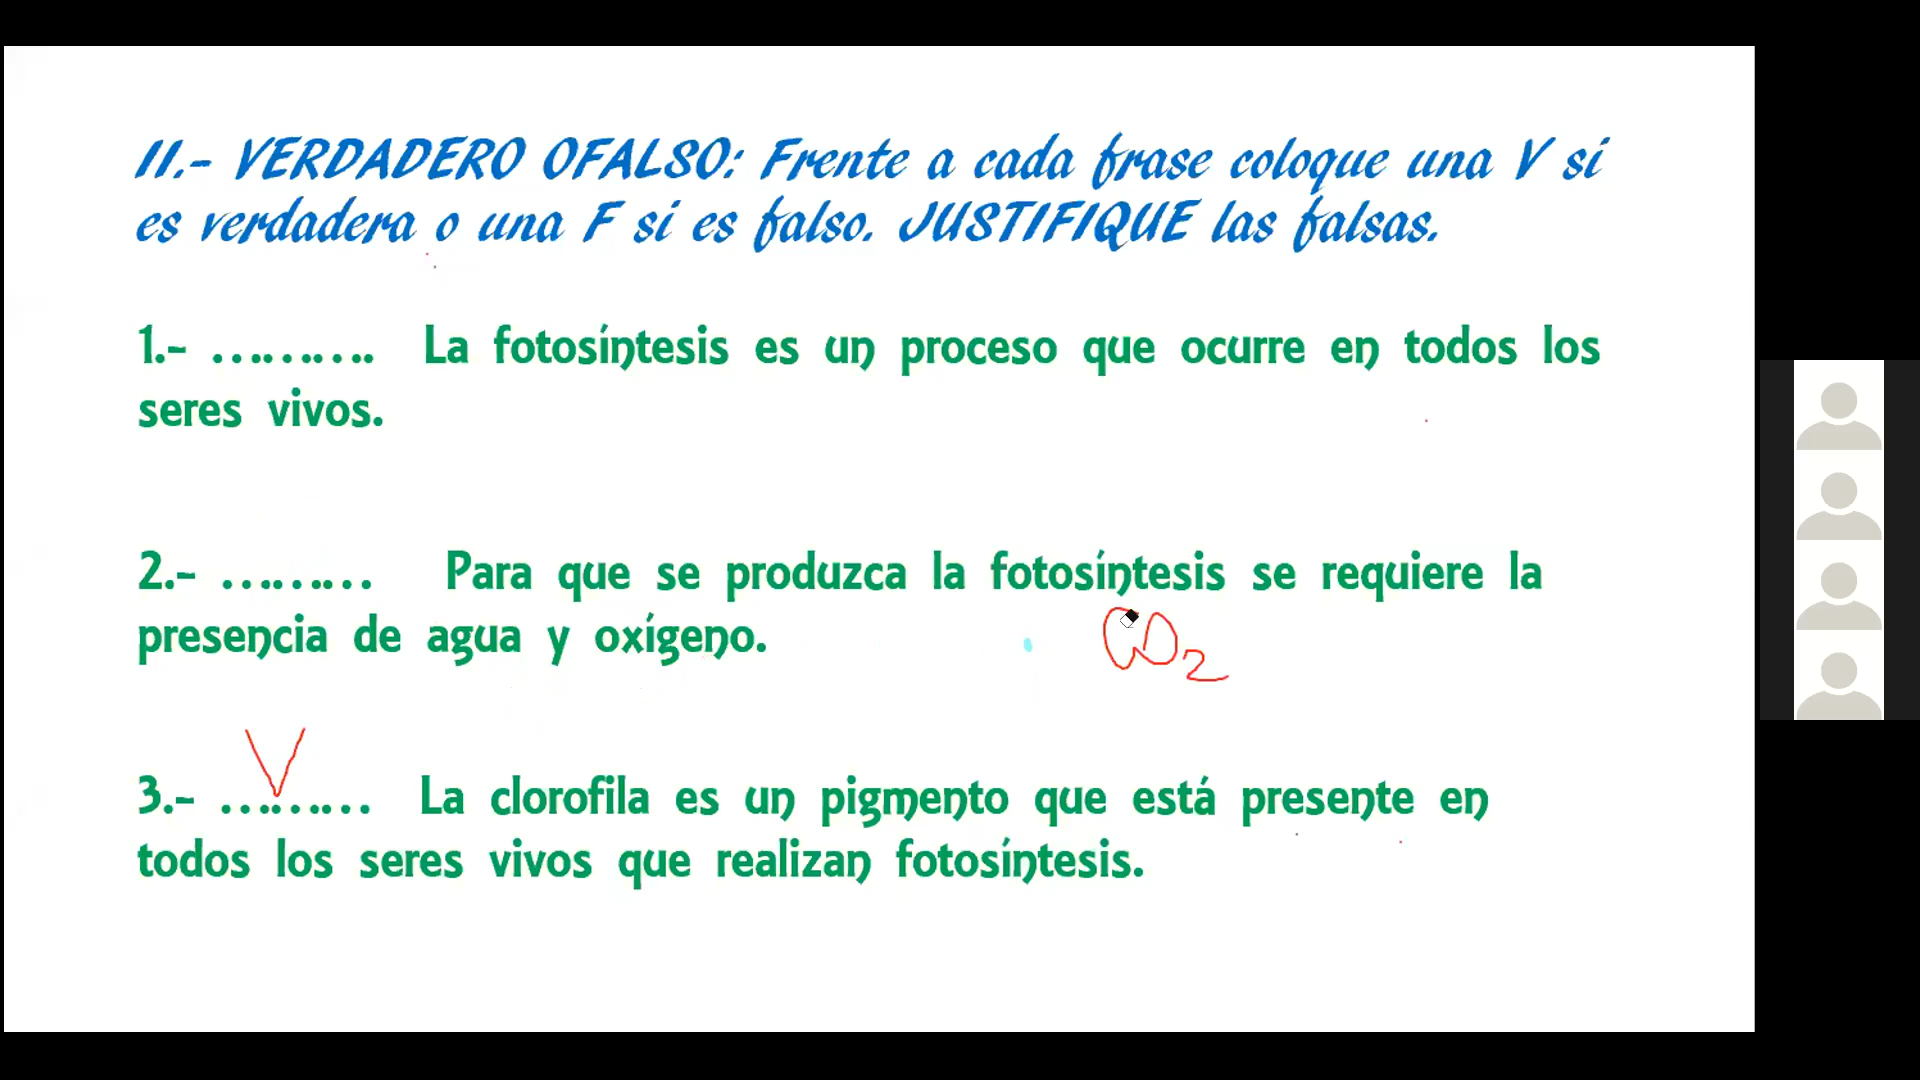 II.- VERDADERO OFALSO: Frente a cada frase coloque una V si
es verdadera o una F si es falso. JUSTIFIQUE las falsas.
1.- ………. La fotosíntesis es un proceso que ocurre en todos los
seres vivos.
2.- ……… Para que se produzca la fotosíntesis se requiere la
presencia de agua y oxígeno.
CO2
V
3.- ……… La clorofila es un pigmento que está presente en
todos los seres vivos que realizan fotosíntesis.